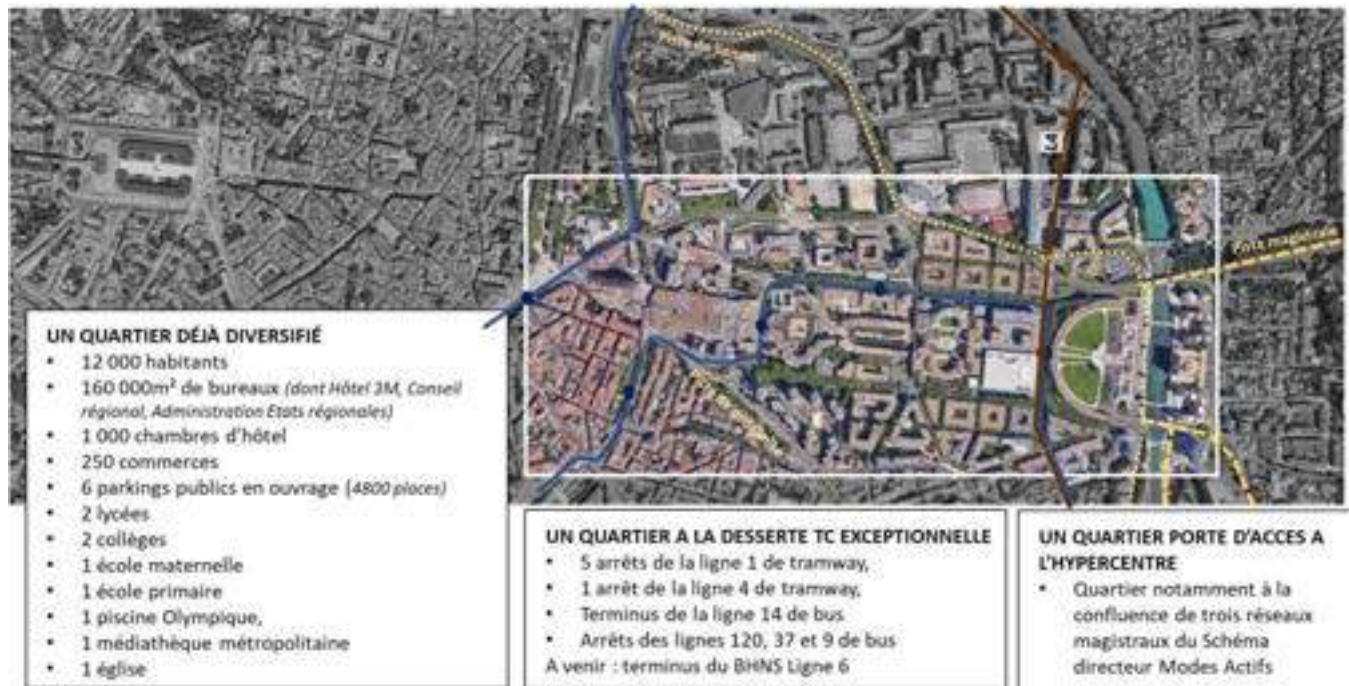 3
Piste magistrale
UN QUARTIER DÉJÀ DIVERSIFIÉ
• 12 000 habitants
• 160 000m² de bureaux (dont Hôtel 3M, Conseil
régional, Administration Etats régionales)
• 1 000 chambres d'hôtel
• 250 commerces
• 6 parkings publics en ouvrage (4800 places)
• 2 lycées
• 2 collèges
• 1 école maternelle
• 1 école primaire
• 1 piscine Olympique,
• 1 médiathèque métropolitaine
• 1 église
UN QUARTIER A LA DESSERTE TC EXCEPTIONNELLE
• 5 arrêts de la ligne 1 de tramway,
• 1 arrêt de la ligne 4 de tramway,
• Terminus de la ligne 14 de bus
• Arrêts des lignes 120, 37 et 9 de bus
A venir : terminus du BHNS Ligne 6
UN QUARTIER PORTE D'ACCES A
L'HYPERCENTRE
• Quartier notamment à la
confluence de trois réseaux
magistraux du Schéma
directeur Modes Actifs